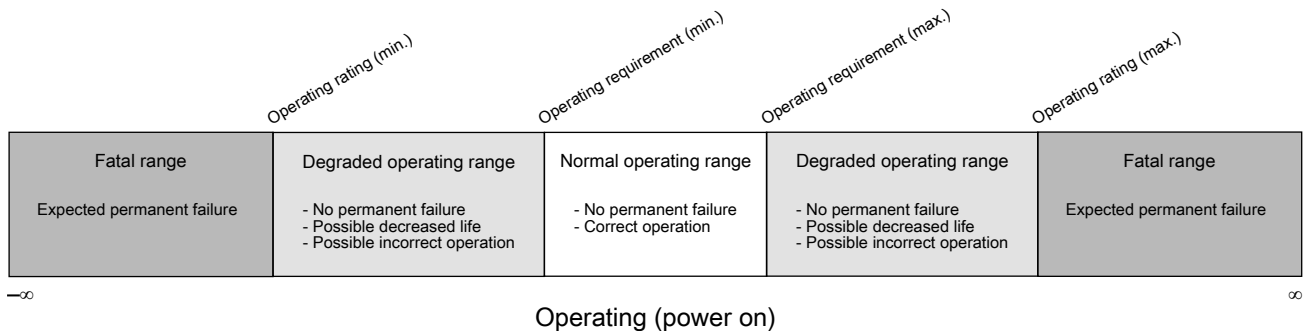 Operating rating (min.)
Operating requirement (min.)
Operating requirement (max.)
Operating rating (max.)
Fatal range
Expected permanent failure
Degraded operating range
- No permanent failure
- Possible decreased life
- Possible incorrect operation
Normal operating range
- No permanent failure
- Correct operation
Degraded operating range
- No permanent failure
- Possible decreased life
- Possible incorrect operation
Fatal range
Expected permanent failure
–∞
∞
Operating (power on)